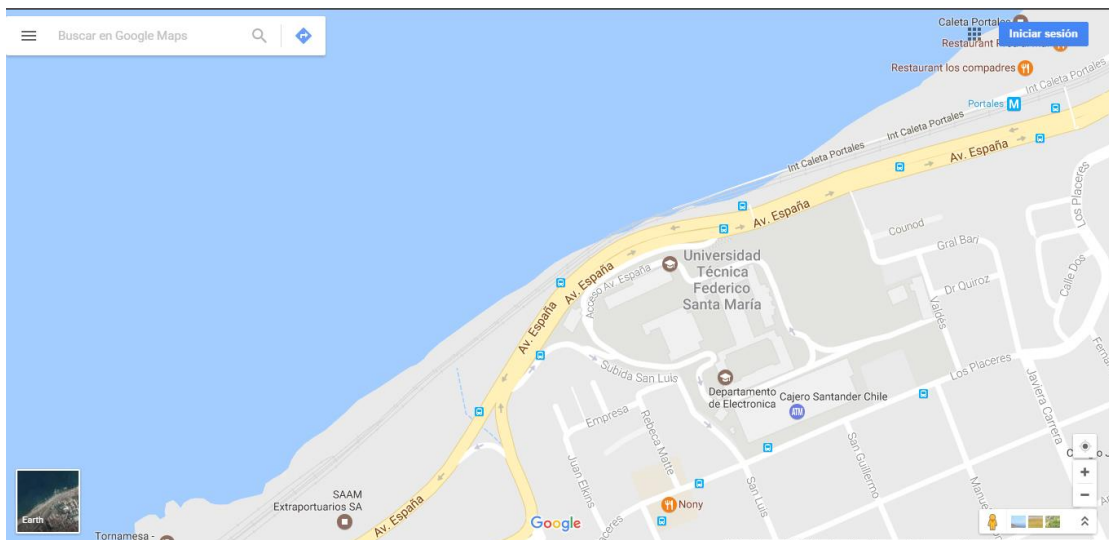 Buscar en Google Maps
Iniciar sesión
Caleta Portales
Restaurant
Restaurant los compadres
Int Caleta Portales
Portales M
Int Caleta Portales
Int Caleta Portales
Av. España
Av. España
Los Placeres
Counod
Gral Bari
Universidad
Técnica
Federico
Santa María
Acceso Av. España
Av. España
Av. España
Dr Quiroz
Calle Dos
Valdés
Subida San Luis
Los Placeres
Departamento
de Electronica
Cajero Santander Chile
ATM
Javiera Carrera
Empresa
Rebeca Matte
San Guillermo
Juan Elkins
San Luis
SAAM
Extraportuarios SA
Nony
Av. España
Google
Earth
Tornamesa -